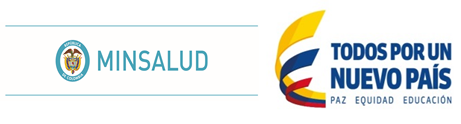 MINSALUD
TODOS POR UN
NUEVO PAÍS
PAZ EQUIDAD EDUCACIÓN